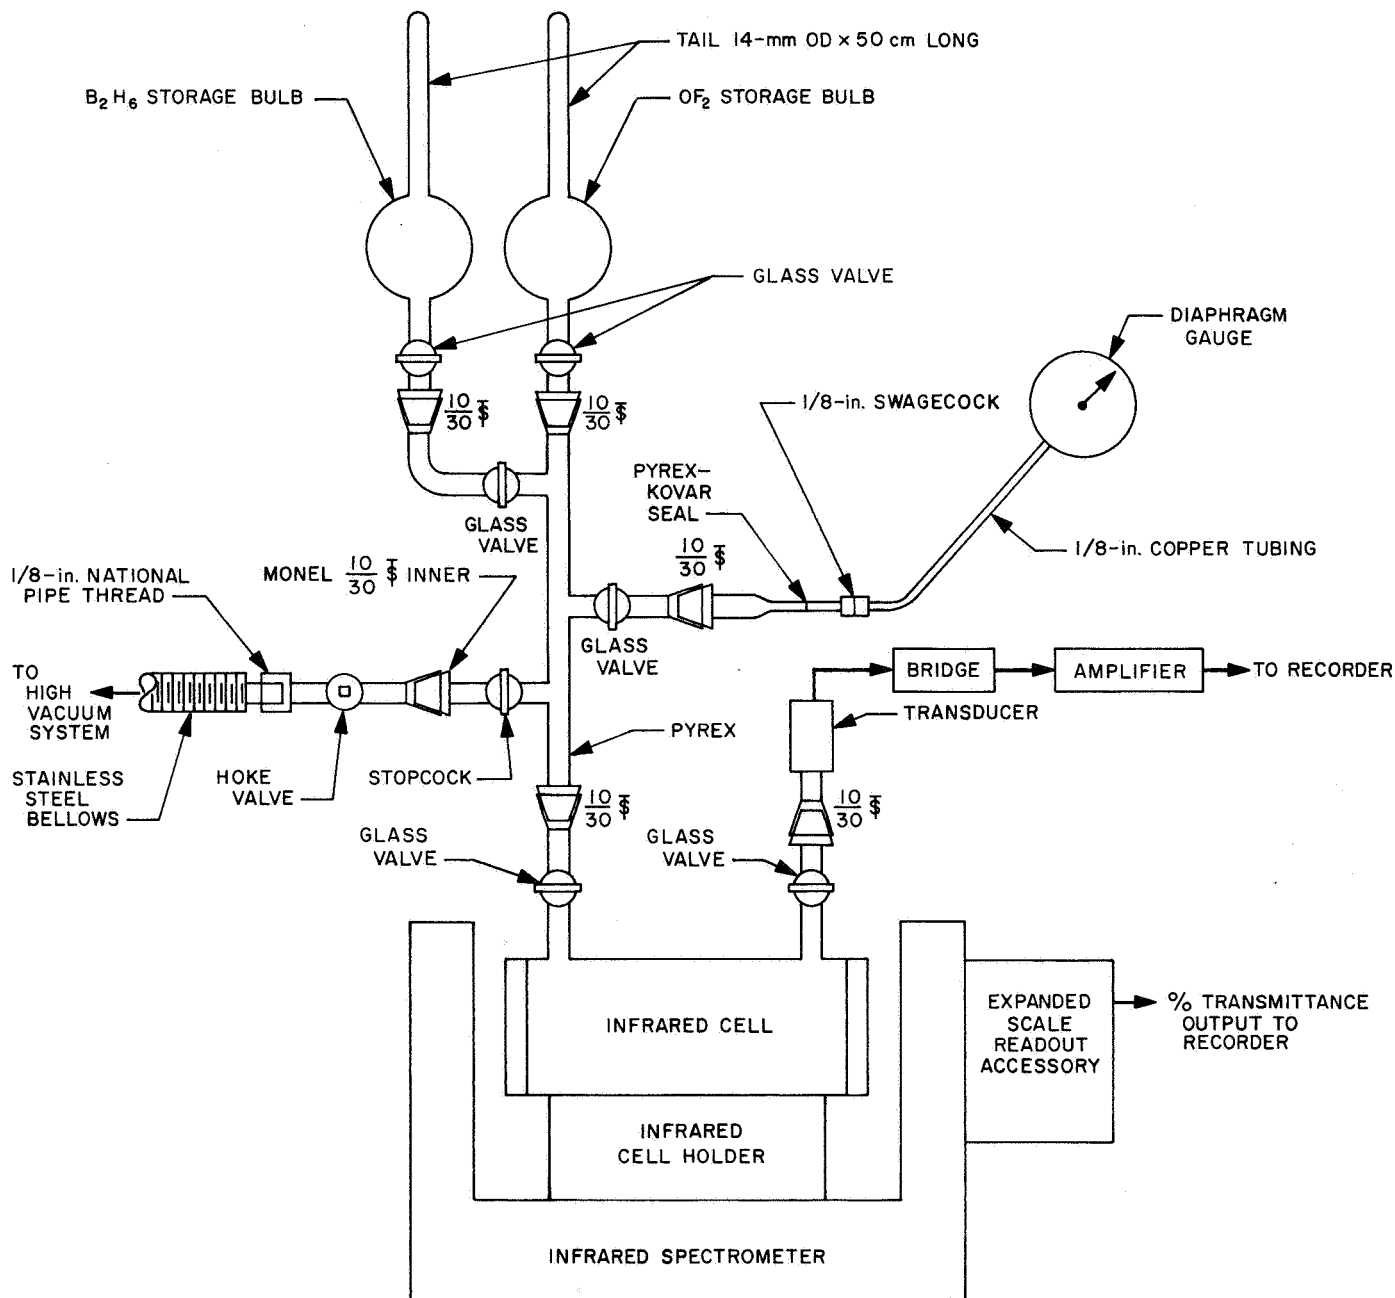 TAIL 14-mm OD × 50 cm LONG
B₂H₆ STORAGE BULB
OF₂ STORAGE BULB
GLASS VALVE
DIAPHRAGM
GAUGE
10
30 ⟙
10
30 ⟙
1/8-in. SWAGECOCK
PYREX-
KOVAR
SEAL
GLASS
VALVE
10
30
1/8-in. COPPER TUBING
1/8-in. NATIONAL
PIPE THREAD
MONEL 10/30 INNER
GLASS
VALVE
TO
HIGH
VACUUM
SYSTEM
BRIDGE
AMPLIFIER
TO RECORDER
TRANSDUCER
PYREX
STAINLESS
STEEL
BELLOWS
HOKE
VALVE
STOPCOCK
10
30
10
30
GLASS
VALVE
GLASS
VALVE
INFRARED CELL
EXPANDED
SCALE
READOUT
ACCESSORY
% TRANSMITTANCE
OUTPUT TO
RECORDER
INFRARED
CELL HOLDER
INFRARED SPECTROMETER